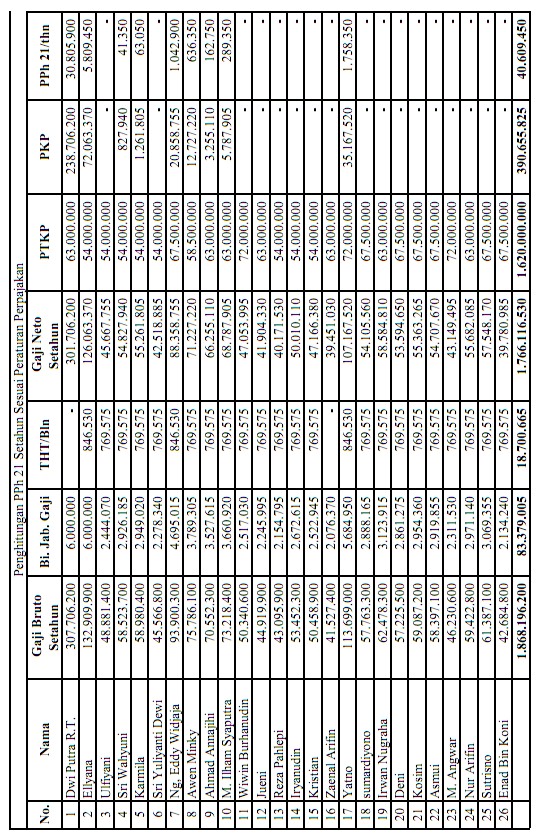 Penghitungan PPh 21 Setahun Sesuai Peraturan Perpajakan
No. Nama Gaji Bruto Setahun Bi. Jab. Gaji THT/Bln Gaji Neto Setahun PTKP PKP PPh 21/thn
1 Dwi Putra R.T. 307.706.200 6.000.000 - 301.706.200 63.000.000 238.706.200 30.805.900
2 Ellyana 132.909.900 6.000.000 846.530 126.063.370 54.000.000 72.063.370 5.809.450
3 Ulfiyani 48.881.400 2.444.070 769.575 45.667.755 54.000.000 - -
4 Sri Wahyuni 58.523.700 2.926.185 769.575 54.827.940 54.000.000 827.940 41.350
5 Karmila 58.980.400 2.949.020 769.575 55.261.805 54.000.000 1.261.805 63.050
6 Sri Yuliyanti Dewi 45.566.800 2.278.340 769.575 42.518.885 54.000.000 - -
7 Ng. Eddy Widjaja 93.900.300 4.695.015 846.530 88.358.755 67.500.000 20.858.755 1.042.900
8 Awen Minky 75.786.100 3.789.305 769.575 71.227.220 58.500.000 12.727.220 636.350
9 Ahmad Annajihi 70.552.300 3.527.615 769.575 66.255.110 63.000.000 3.255.110 162.750
10 M. Ilham Syaputra 73.218.400 3.660.920 769.575 68.787.905 63.000.000 5.787.905 289.350
11 Wiwin Burhanudin 50.340.600 2.517.030 769.575 47.053.995 72.000.000 - -
12 Jueni 44.919.900 2.245.995 769.575 41.904.330 63.000.000 - -
13 Reza Pahlepi 43.095.900 2.154.795 769.575 40.171.530 54.000.000 - -
14 Iryanudin 53.452.300 2.672.615 769.575 50.010.110 54.000.000 - -
15 Kristian 50.458.900 2.522.945 769.575 47.166.380 54.000.000 - -
16 Zaenal Arifin 41.527.400 2.076.370 - 39.451.030 63.000.000 - -
17 Yatno 113.699.000 5.684.950 846.530 107.167.520 72.000.000 35.167.520 1.758.350
18 sumardiyono 57.763.300 2.888.165 769.575 54.105.560 67.500.000 - -
19 Irwan Nugraha 62.478.300 3.123.915 769.575 58.584.810 63.000.000 - -
20 Deni 57.225.500 2.861.275 769.575 53.594.650 67.500.000 - -
21 Kosim 59.087.200 2.954.360 769.575 55.363.265 67.500.000 - -
22 Asmui 58.397.100 2.919.855 769.575 54.707.670 67.500.000 - -
23 M. Angwar 46.230.600 2.311.530 769.575 43.149.495 72.000.000 - -
24 Nur Arifin 59.422.800 2.971.140 769.575 55.682.085 63.000.000 - -
25 Sutrisno 61.387.100 3.069.355 769.575 57.548.170 67.500.000 - -
26 Enad Bin Koni 42.684.800 2.134.240 769.575 39.780.985 67.500.000 - -
1.868.196.200 83.379.005 18.700.665 1.766.116.530 1.620.000.000 390.655.825 40.609.450